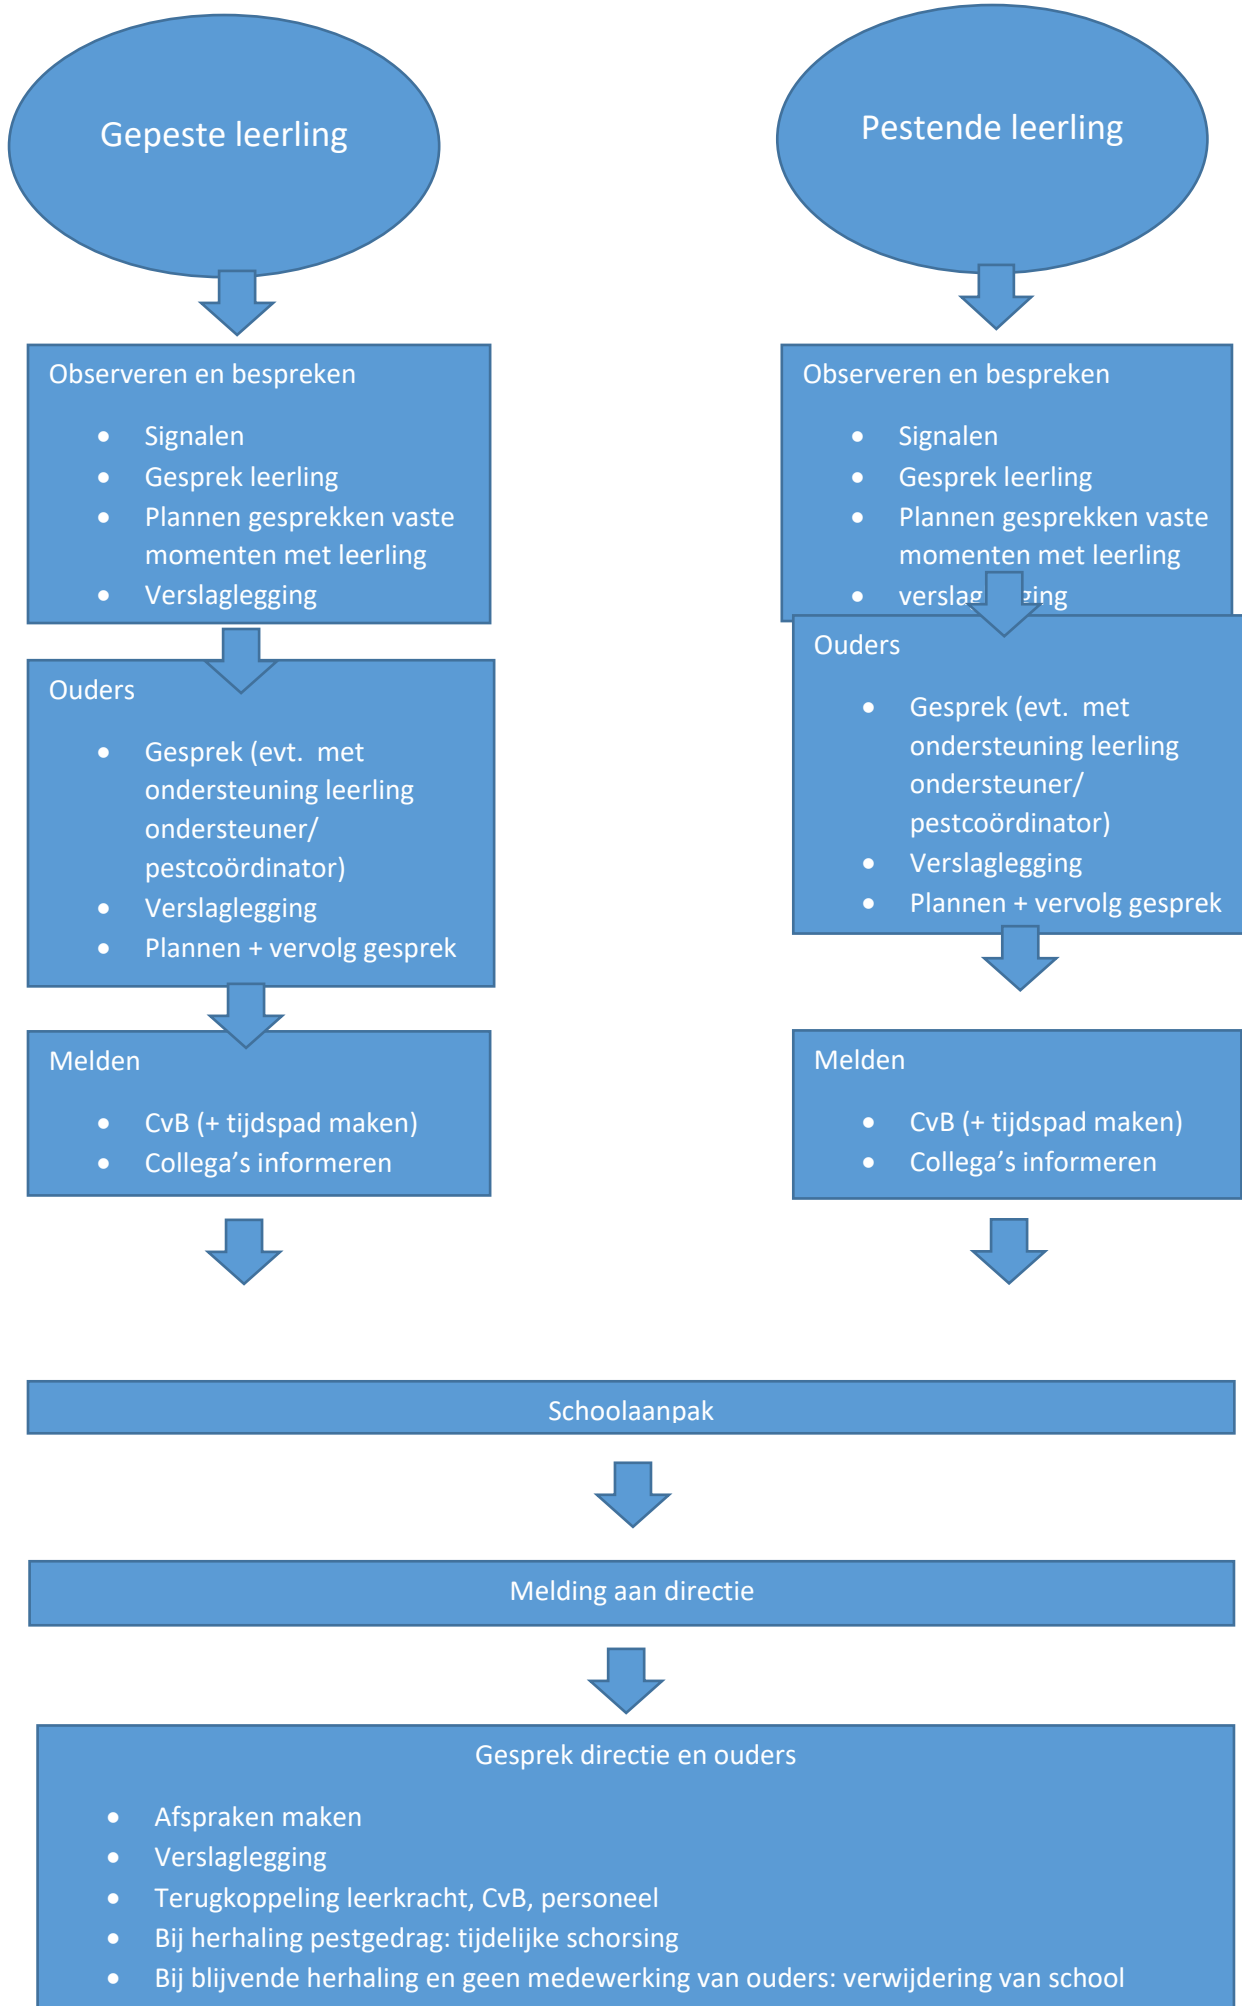 Gepeste leerling
Observeren en bespreken
• Signalen
• Gesprek leerling
• Plannen gesprekken vaste
momenten met leerling
• Verslaglegging
Ouders
• Gesprek (evt. met
ondersteuning leerling
ondersteuner/
pestcoördinator)
• Verslaglegging
• Plannen + vervolg gesprek
Melden
• CvB (+ tijdspad maken)
• Collega’s informeren
Pestende leerling
Observeren en bespreken
• Signalen
• Gesprek leerling
• Plannen gesprekken vaste
momenten met leerling
• verslaglegging
Ouders
• Gesprek (evt. met
ondersteuning leerling
ondersteuner/
pestcoördinator)
• Verslaglegging
• Plannen + vervolg gesprek
Melden
• CvB (+ tijdspad maken)
• Collega’s informeren
Schoolaanpak
Melding aan directie
Gesprek directie en ouders
• Afspraken maken
• Verslaglegging
• Terugkoppeling leerkracht, CvB, personeel
• Bij herhaling pestgedrag: tijdelijke schorsing
• Bij blijvende herhaling en geen medewerking van ouders: verwijdering van school